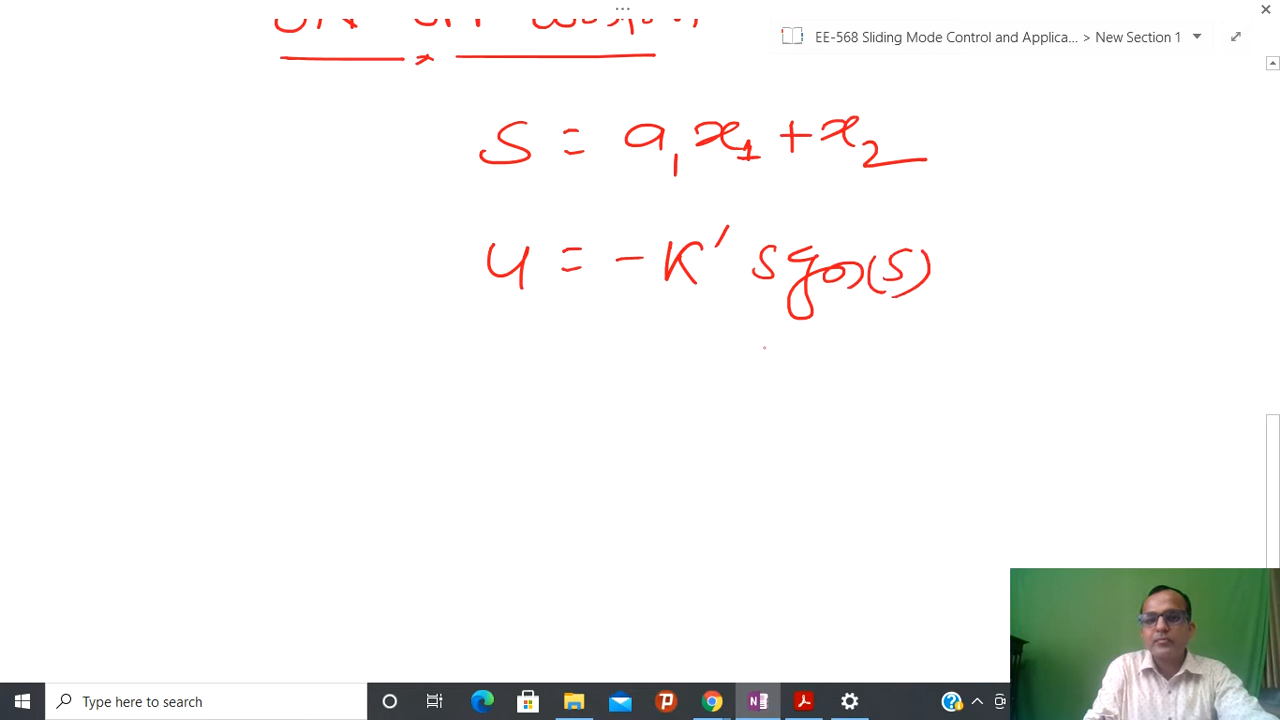 EE-568 Sliding Mode Control and Applica... > New Section 1
S = a₁x₁ + x₂
u = -K' sgn(S)
Type here to search